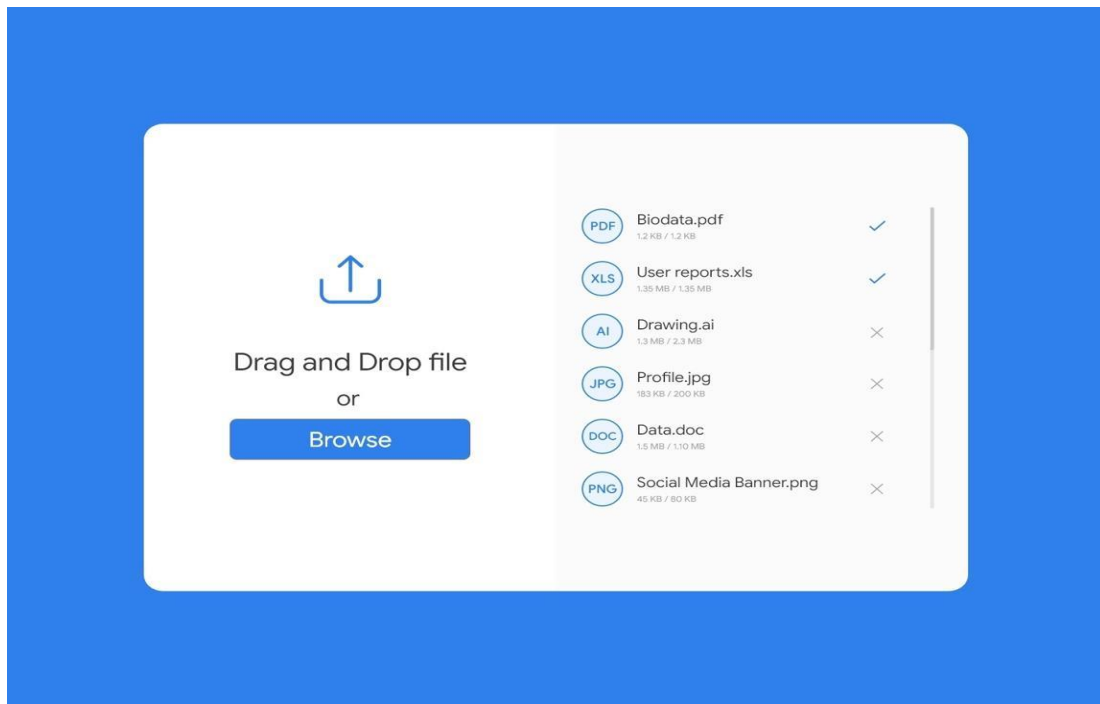 Drag and Drop file
or
Browse
PDF
Biodata.pdf
1.2 KB / 1.2 KB
XLS
User reports.xls
1.35 MB / 1.35 MB
AI
Drawing.ai
1.3 MB / 2.3 MB
JPG
Profile.jpg
183 KB / 200 KB
DOC
Data.doc
1.5 MB / 1.10 MB
PNG
Social Media Banner.png
45 KB / 80 KB